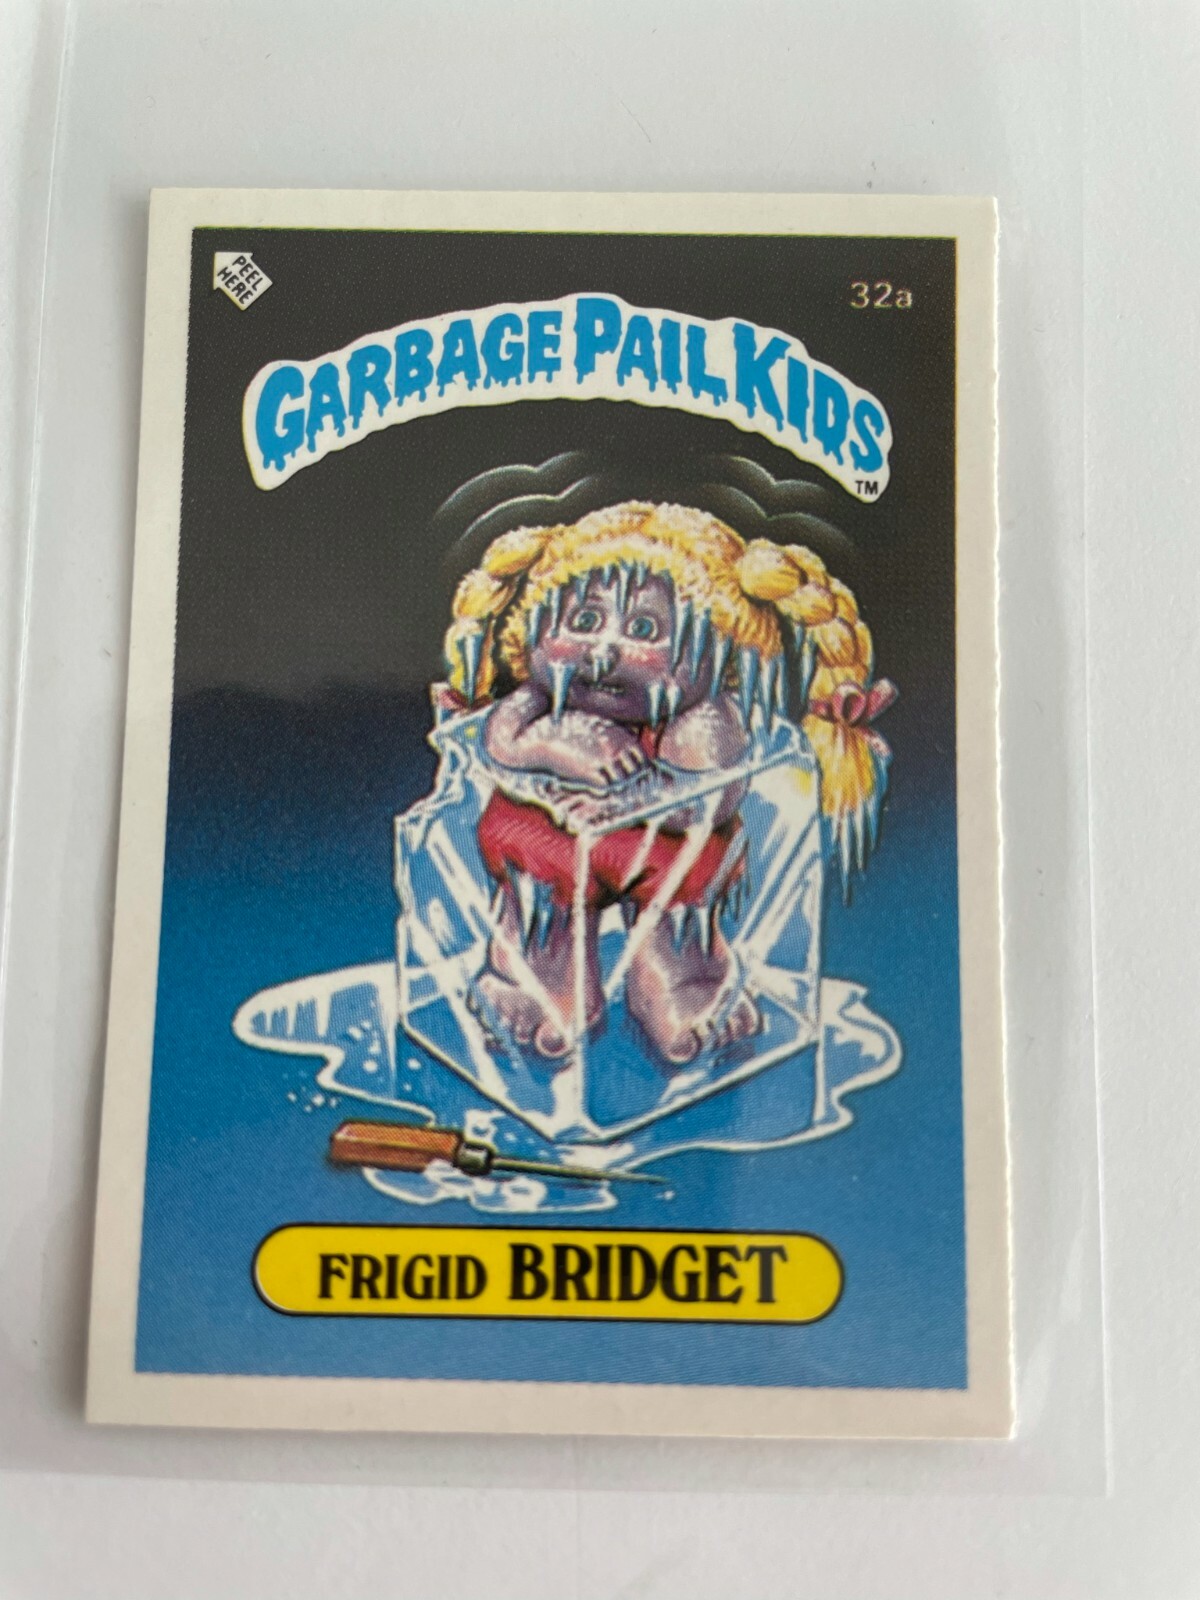 PEEL
HERE
32a
GARBAGE PAIL KIDS
TM
FRIGID BRIDGET